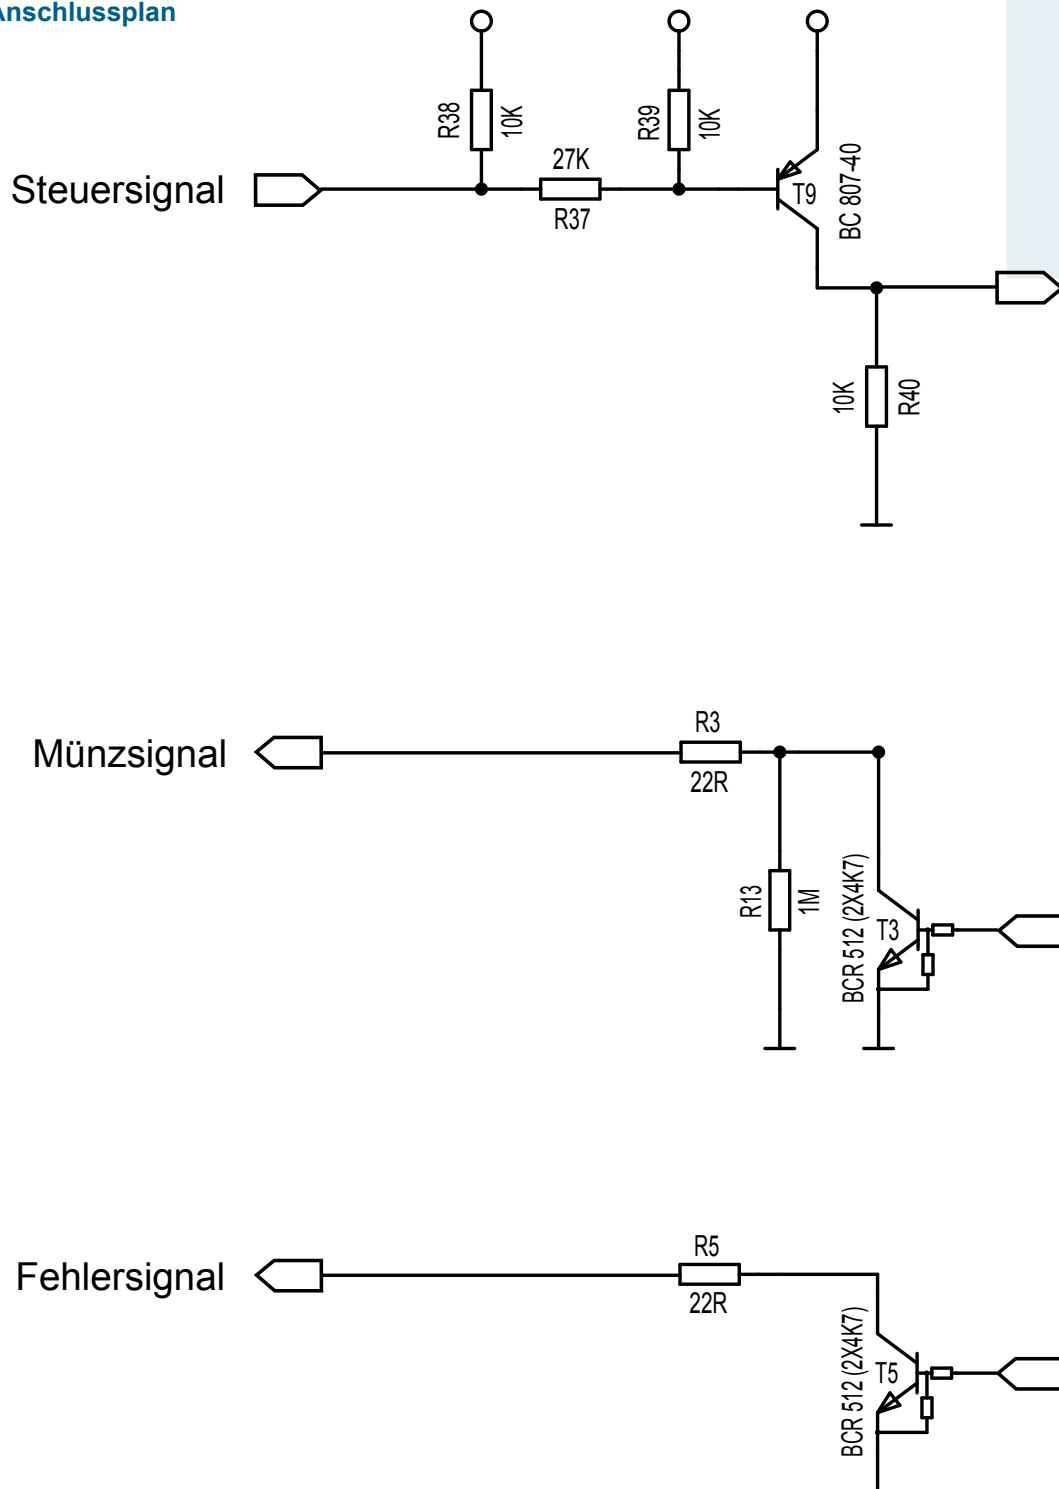 Anschlussplan
R38
10K
R39
10K
Steuersignal
27K
R37
T9
BC 807-40
10K
R40
Münzsignal
R3
22R
R13
1M
BCR 512 (2X4K7)
T3
Fehlersignal
R5
22R
BCR 512 (2X4K7)
T5